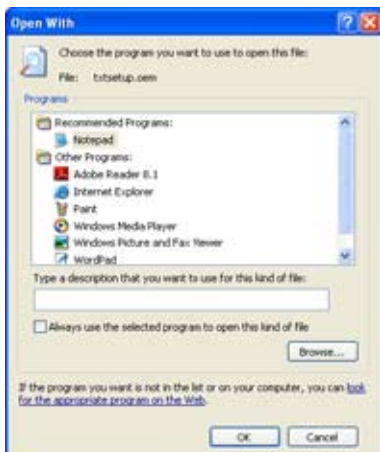 Open With
Choose the program you want to use to open this file:
File: txtsetup.oem
Programs
Recommended Programs:
Notepad
Other Programs:
Adobe Reader 8.1
Internet Explorer
Paint
Windows Media Player
Windows Picture and Fax Viewer
WordPad
Type a description that you want to use for this kind of file:
Always use the selected program to open this kind of file
Browse...
If the program you want is not in the list or on your computer, you can look
for the appropriate program on the Web.
OK Cancel